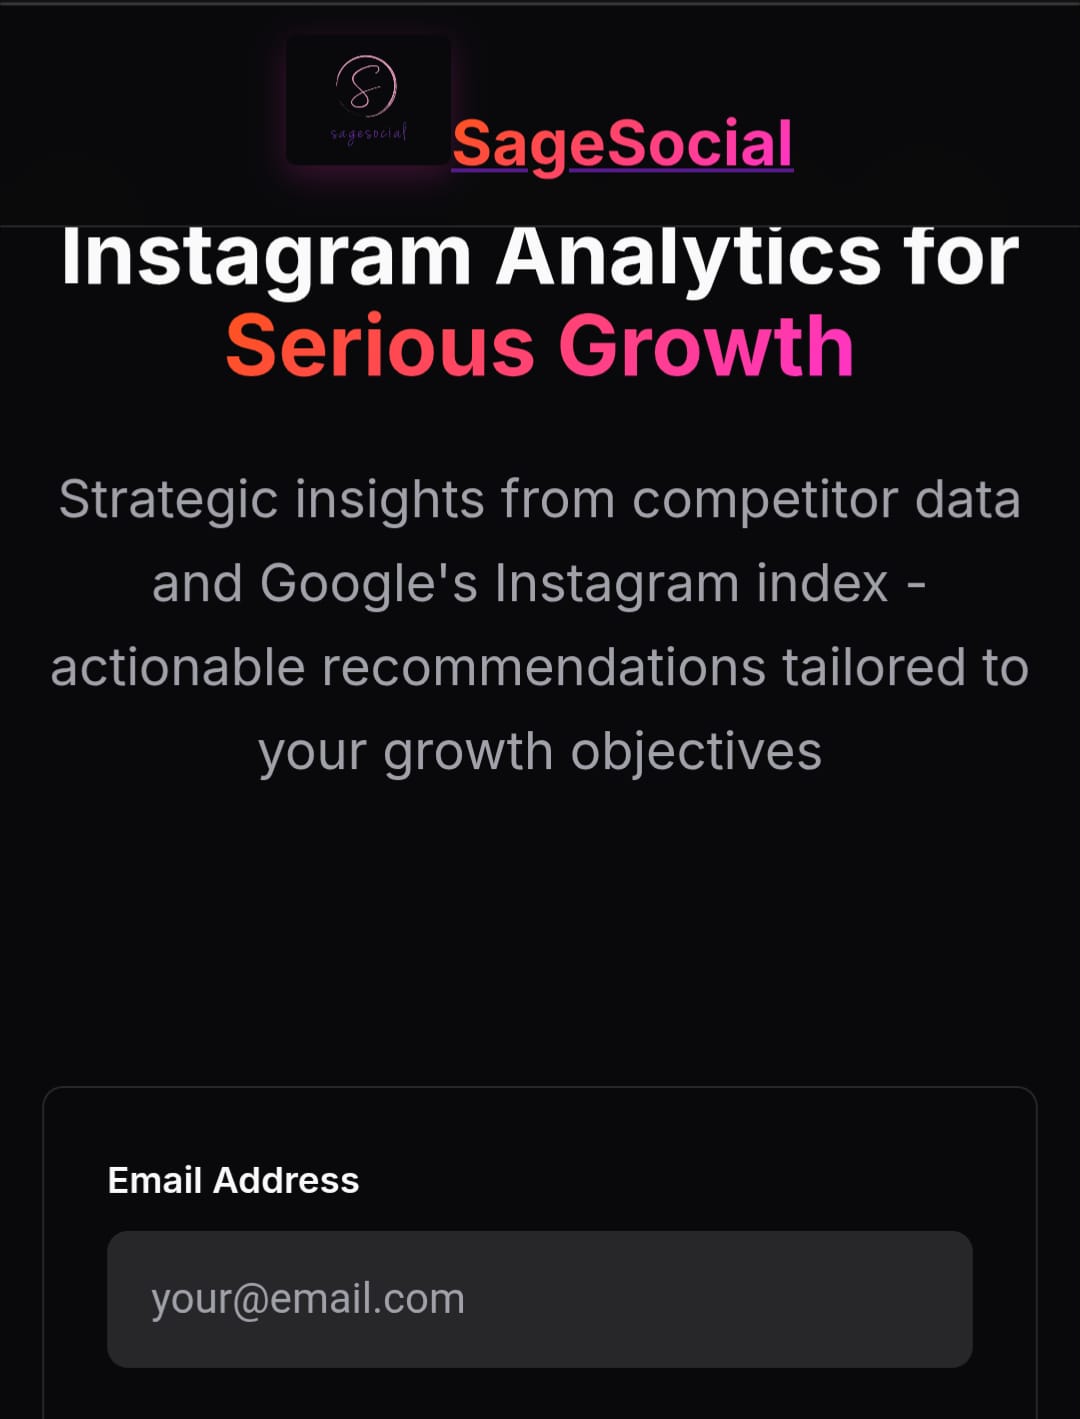 sagesocial
SageSocial
Instagram Analytics for
Serious Growth
Strategic insights from competitor data
and Google's Instagram index -
actionable recommendations tailored to
your growth objectives
Email Address
your@email.com